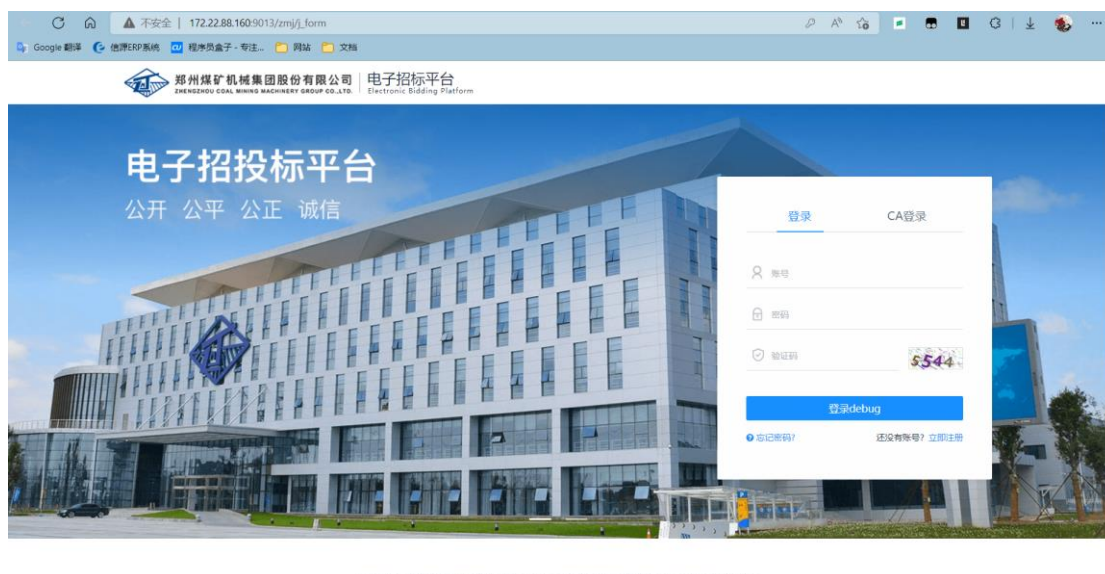 不安全 | 172.22.88.160:9013/zmj/j_form
Google 翻译 信源ERP系统 程序员盒子 - 专注... 网站 文档
郑州煤矿机械集团股份有限公司 电子招标平台
ZHENGZHOU COAL MINING MACHINERY GROUP CO.,LTD. Electronic Bidding Platform
电子招投标平台
公开 公平 公正 诚信
登录 CA登录
账号
密码
验证码 5544
登录debug
忘记密码? 还没有账号? 立即注册